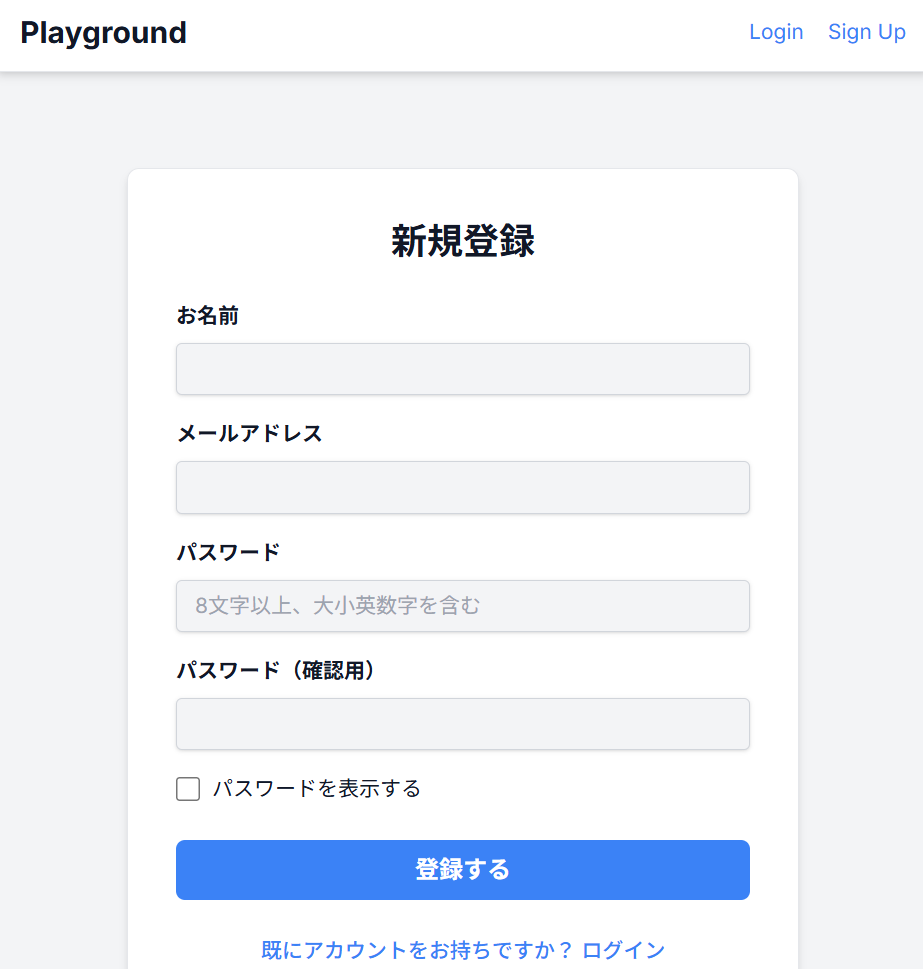 Playground
Login Sign Up
新規登録
お名前
メールアドレス
パスワード
8文字以上、大小英数字を含む
パスワード（確認用）
パスワードを表示する
登録する
既にアカウントをお持ちですか？ ログイン